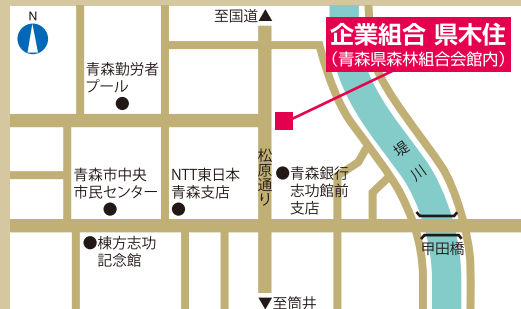 N
至国道▲
企業組合 県木住
(青森県森林組合会館内)
青森勤労者
プール
松原通り
堤川
青森市中央
市民センター
NTT東日本
青森支店
青森銀行
志功館前
支店
甲田橋
棟方志功
記念館
▼至筒井